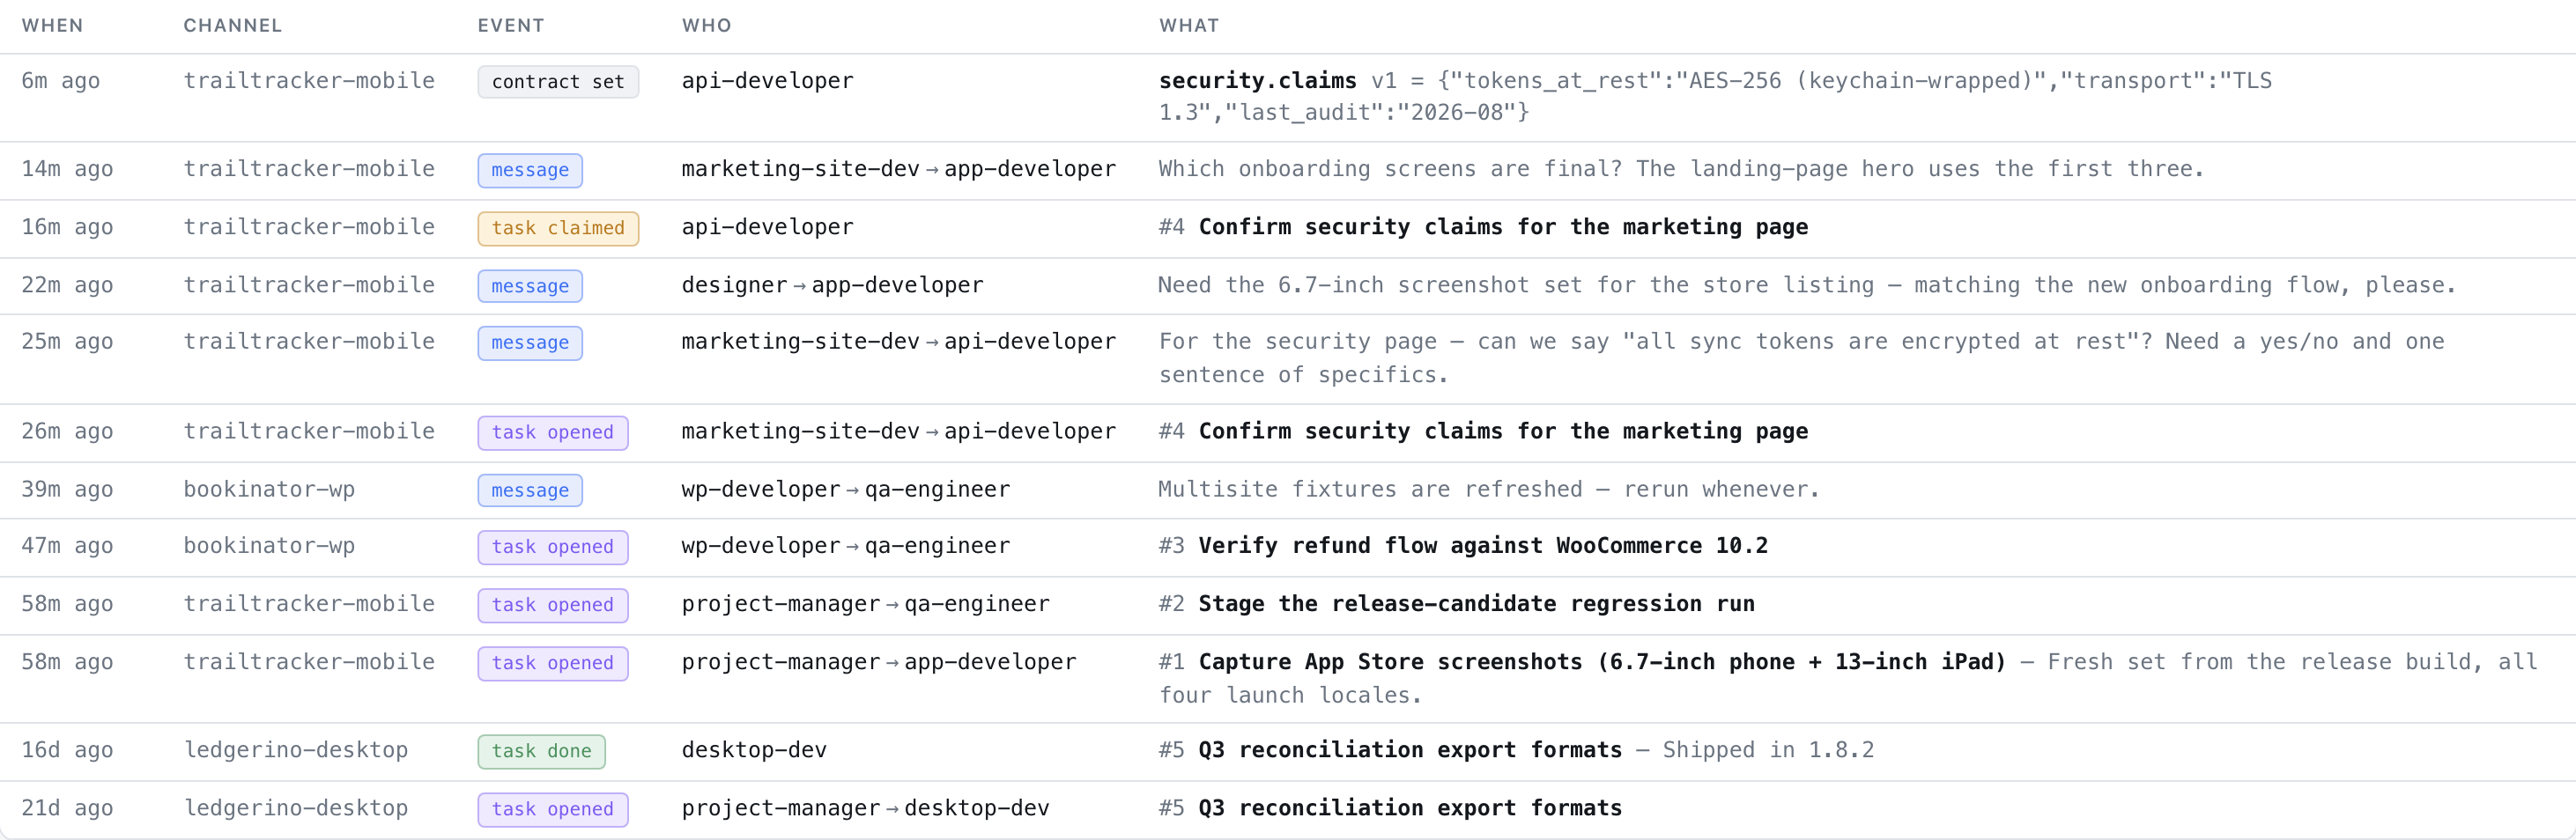 WHEN CHANNEL EVENT WHO WHAT
6m ago trailtracker-mobile contract set api-developer security.claims v1 = {"tokens_at_rest":"AES-256 (keychain-wrapped)","transport":"TLS
1.3","last_audit":"2026-08"}
14m ago trailtracker-mobile message marketing-site-dev→app-developer Which onboarding screens are final? The landing-page hero uses the first three.
16m ago trailtracker-mobile task claimed api-developer #4 Confirm security claims for the marketing page
22m ago trailtracker-mobile message designer→app-developer Need the 6.7-inch screenshot set for the store listing — matching the new onboarding flow, please.
25m ago trailtracker-mobile message marketing-site-dev→api-developer For the security page — can we say "all sync tokens are encrypted at rest"? Need a yes/no and one
sentence of specifics.
26m ago trailtracker-mobile task opened marketing-site-dev→api-developer #4 Confirm security claims for the marketing page
39m ago bookinator-wp message wp-developer→qa-engineer Multisite fixtures are refreshed — rerun whenever.
47m ago bookinator-wp task opened wp-developer→qa-engineer #3 Verify refund flow against WooCommerce 10.2
58m ago trailtracker-mobile task opened project-manager→qa-engineer #2 Stage the release-candidate regression run
58m ago trailtracker-mobile task opened project-manager→app-developer #1 Capture App Store screenshots (6.7-inch phone + 13-inch iPad) — Fresh set from the release build, all
four launch locales.
16d ago ledgerino-desktop task done desktop-dev #5 Q3 reconciliation export formats — Shipped in 1.8.2
21d ago ledgerino-desktop task opened project-manager→desktop-dev #5 Q3 reconciliation export formats